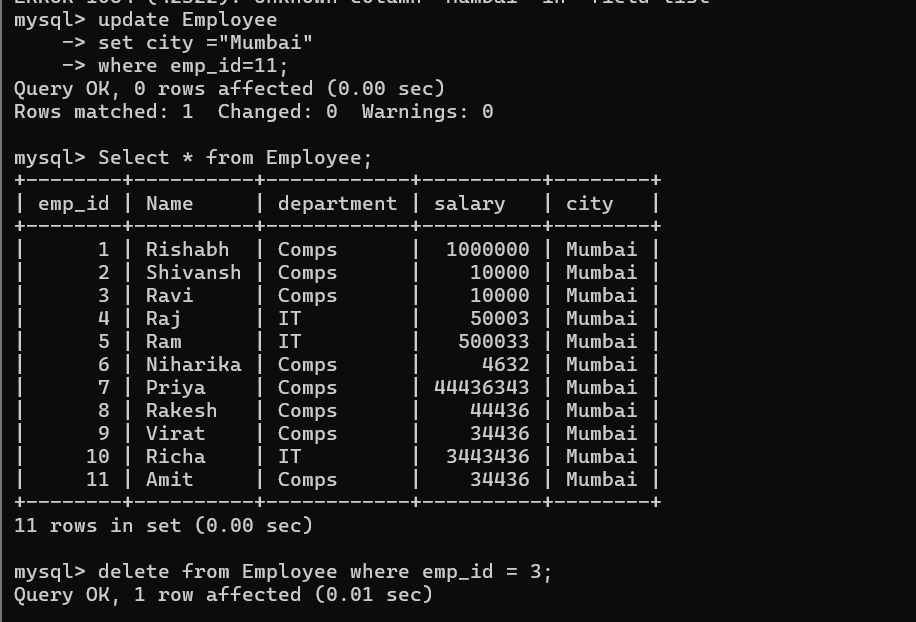 mysql> update Employee
    -> set city ="Mumbai"
    -> where emp_id=11;
Query OK, 0 rows affected (0.00 sec)
Rows matched: 1  Changed: 0  Warnings: 0
mysql> Select * from Employee;
+--------+----------+------------+----------+--------+
| emp_id | Name     | department | salary   | city   |
+--------+----------+------------+----------+--------+
|      1 | Rishabh  | Comps      |  1000000 | Mumbai |
|      2 | Shivansh | Comps      |    10000 | Mumbai |
|      3 | Ravi     | Comps      |    10000 | Mumbai |
|      4 | Raj      | IT         |    50003 | Mumbai |
|      5 | Ram      | IT         |   500033 | Mumbai |
|      6 | Niharika | Comps      |     4632 | Mumbai |
|      7 | Priya    | Comps      | 44436343 | Mumbai |
|      8 | Rakesh   | Comps      |    44436 | Mumbai |
|      9 | Virat    | Comps      |    34436 | Mumbai |
|     10 | Richa    | IT         |  3443436 | Mumbai |
|     11 | Amit     | Comps      |    34436 | Mumbai |
+--------+----------+------------+----------+--------+
11 rows in set (0.00 sec)
mysql> delete from Employee where emp_id = 3;
Query OK, 1 row affected (0.01 sec)